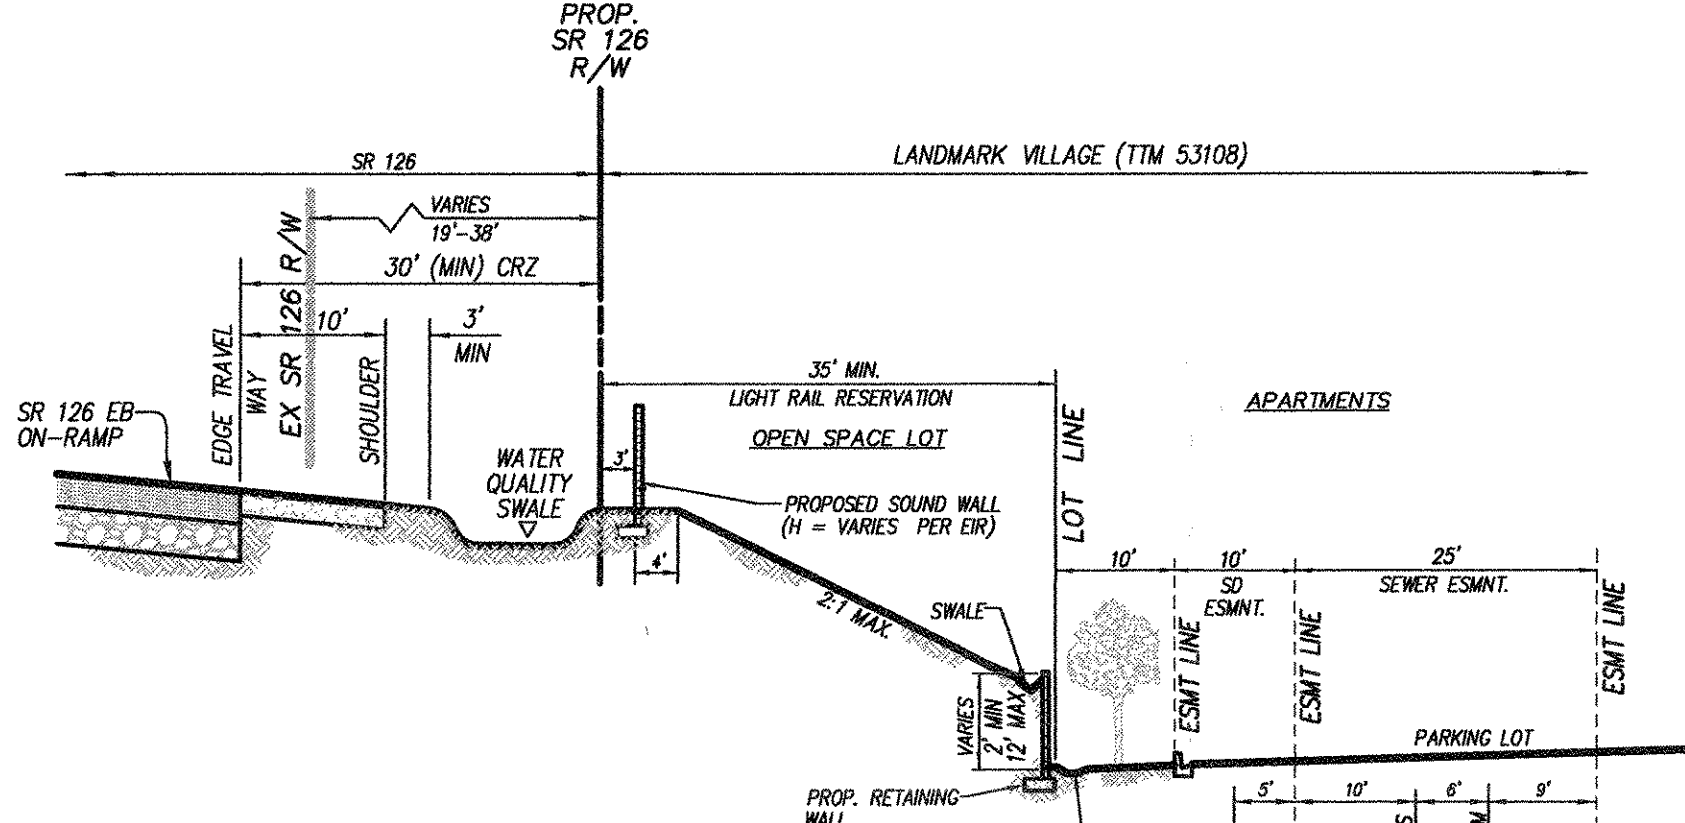 PROP.
SR 126
R/W
SR 126
LANDMARK VILLAGE (TTM 53108)
VARIES
19'-38'
30' (MIN) CRZ
EX SR 126 R/W
10'
3'
MIN
EDGE TRAVEL
WAY
SHOULDER
35' MIN.
LIGHT RAIL RESERVATION
OPEN SPACE LOT
APARTMENTS
LOT LINE
SR 126 EB
ON-RAMP
WATER
QUALITY
SWALE
3'
PROPOSED SOUND WALL
(H = VARIES PER EIR)
4'
2:1 MAX.
SWALE
10'
10'
SD
ESMNT.
25'
SEWER ESMNT.
ESMT LINE
ESMT LINE
ESMT LINE
VARIES
2' MIN
12' MAX
PARKING LOT
PROP. RETAINING
WALL
5'
10'
6'
9'
S